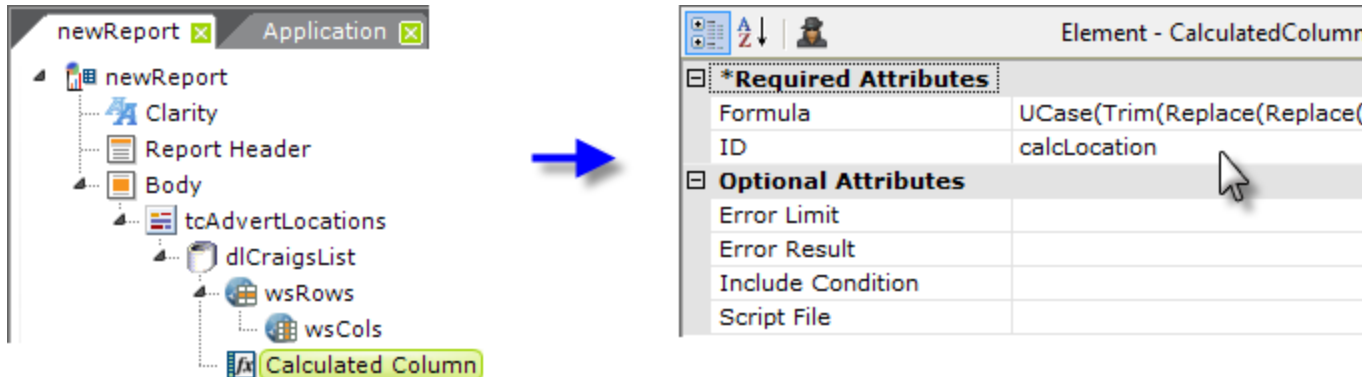 newReport
Application
newReport
Clarity
Report Header
Body
tcAdvertLocations
dlCraigsList
wsRows
wsCols
fx Calculated Column
A Z
Element - CalculatedColumn
*Required Attributes
Formula UCase(Trim(Replace(Replace(
ID calcLocation
Optional Attributes
Error Limit
Error Result
Include Condition
Script File